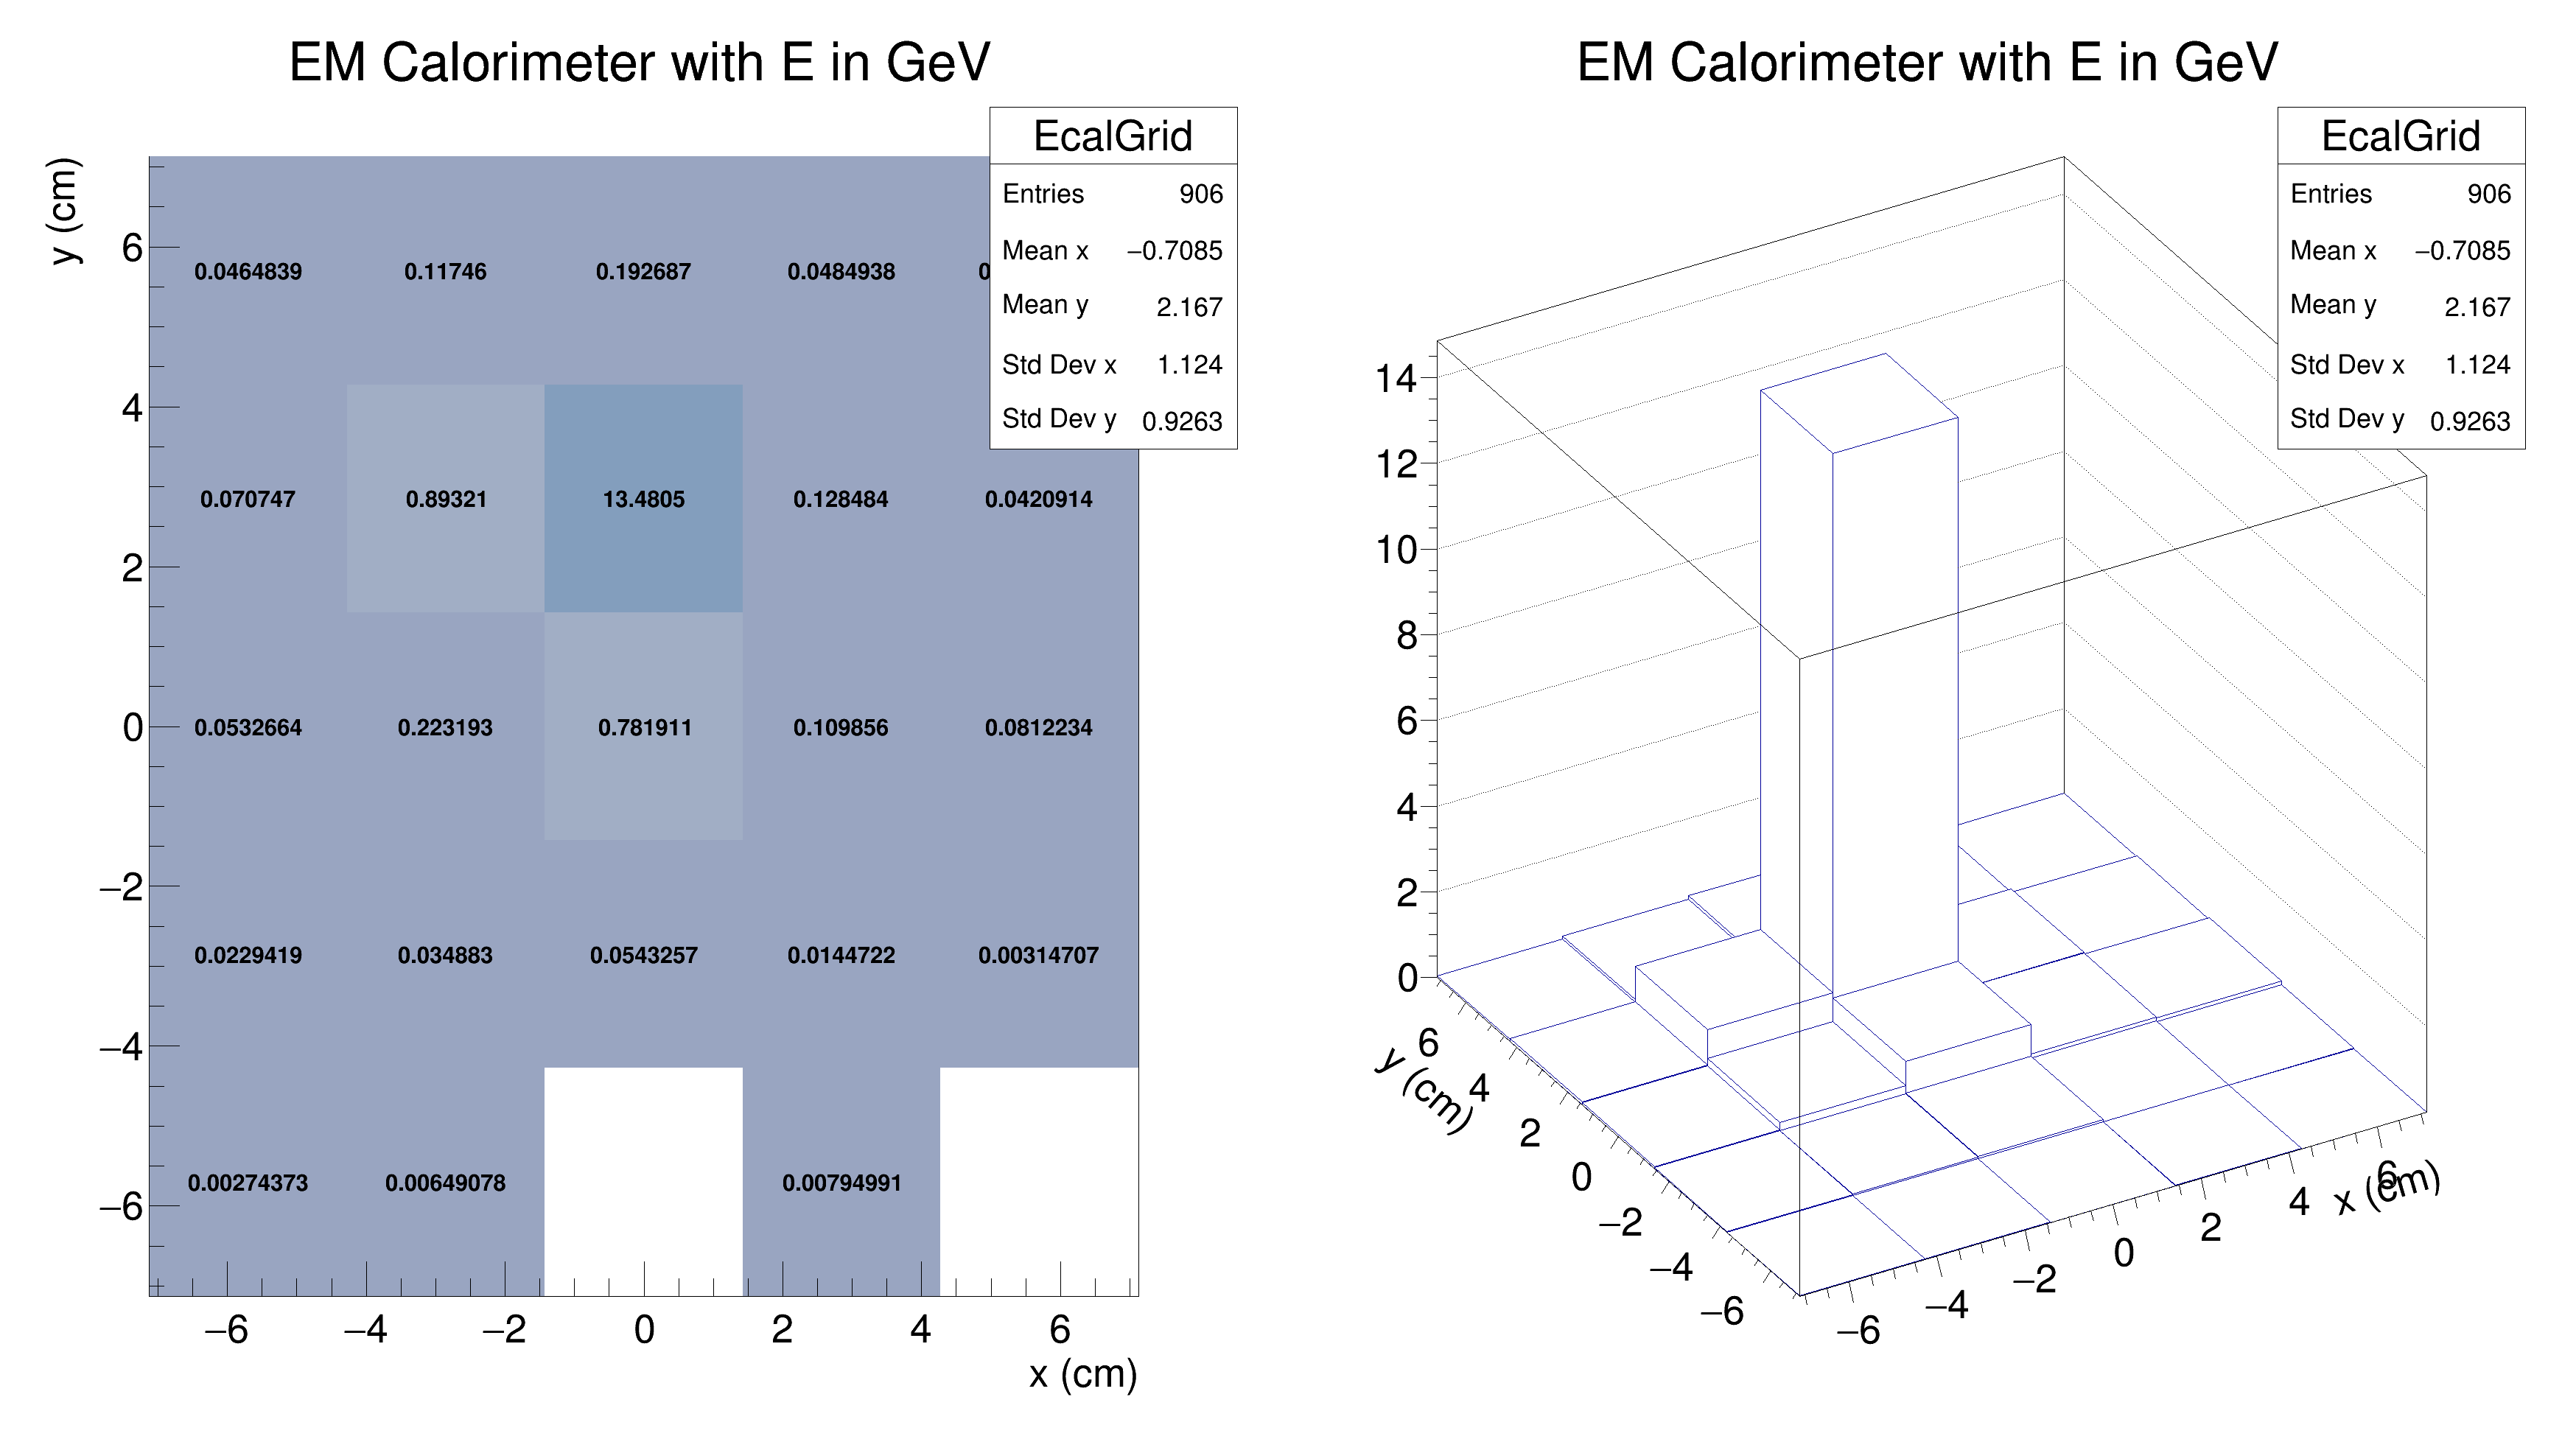 EM Calorimeter with E in GeV
EcalGrid
Entries 906
Mean x −0.7085
Mean y 2.167
Std Dev x 1.124
Std Dev y 0.9263
y (cm)
6
4
2
0
−2
−4
−6
0.0464839 0.11746 0.192687 0.0484938
0.070747 0.89321 13.4805 0.128484 0.0420914
0.0532664 0.223193 0.781911 0.109856 0.0812234
0.0229419 0.034883 0.0543257 0.0144722 0.00314707
0.00274373 0.00649078 0.00794991
−6 −4 −2 0 2 4 6
x (cm)
EM Calorimeter with E in GeV
EcalGrid
Entries 906
Mean x −0.7085
Mean y 2.167
Std Dev x 1.124
Std Dev y 0.9263
14
12
10
8
6
4
2
0
y (cm)
6
4
2
0
−2
−4
−6
−6
−4
−2
0
2
4
6
x (cm)